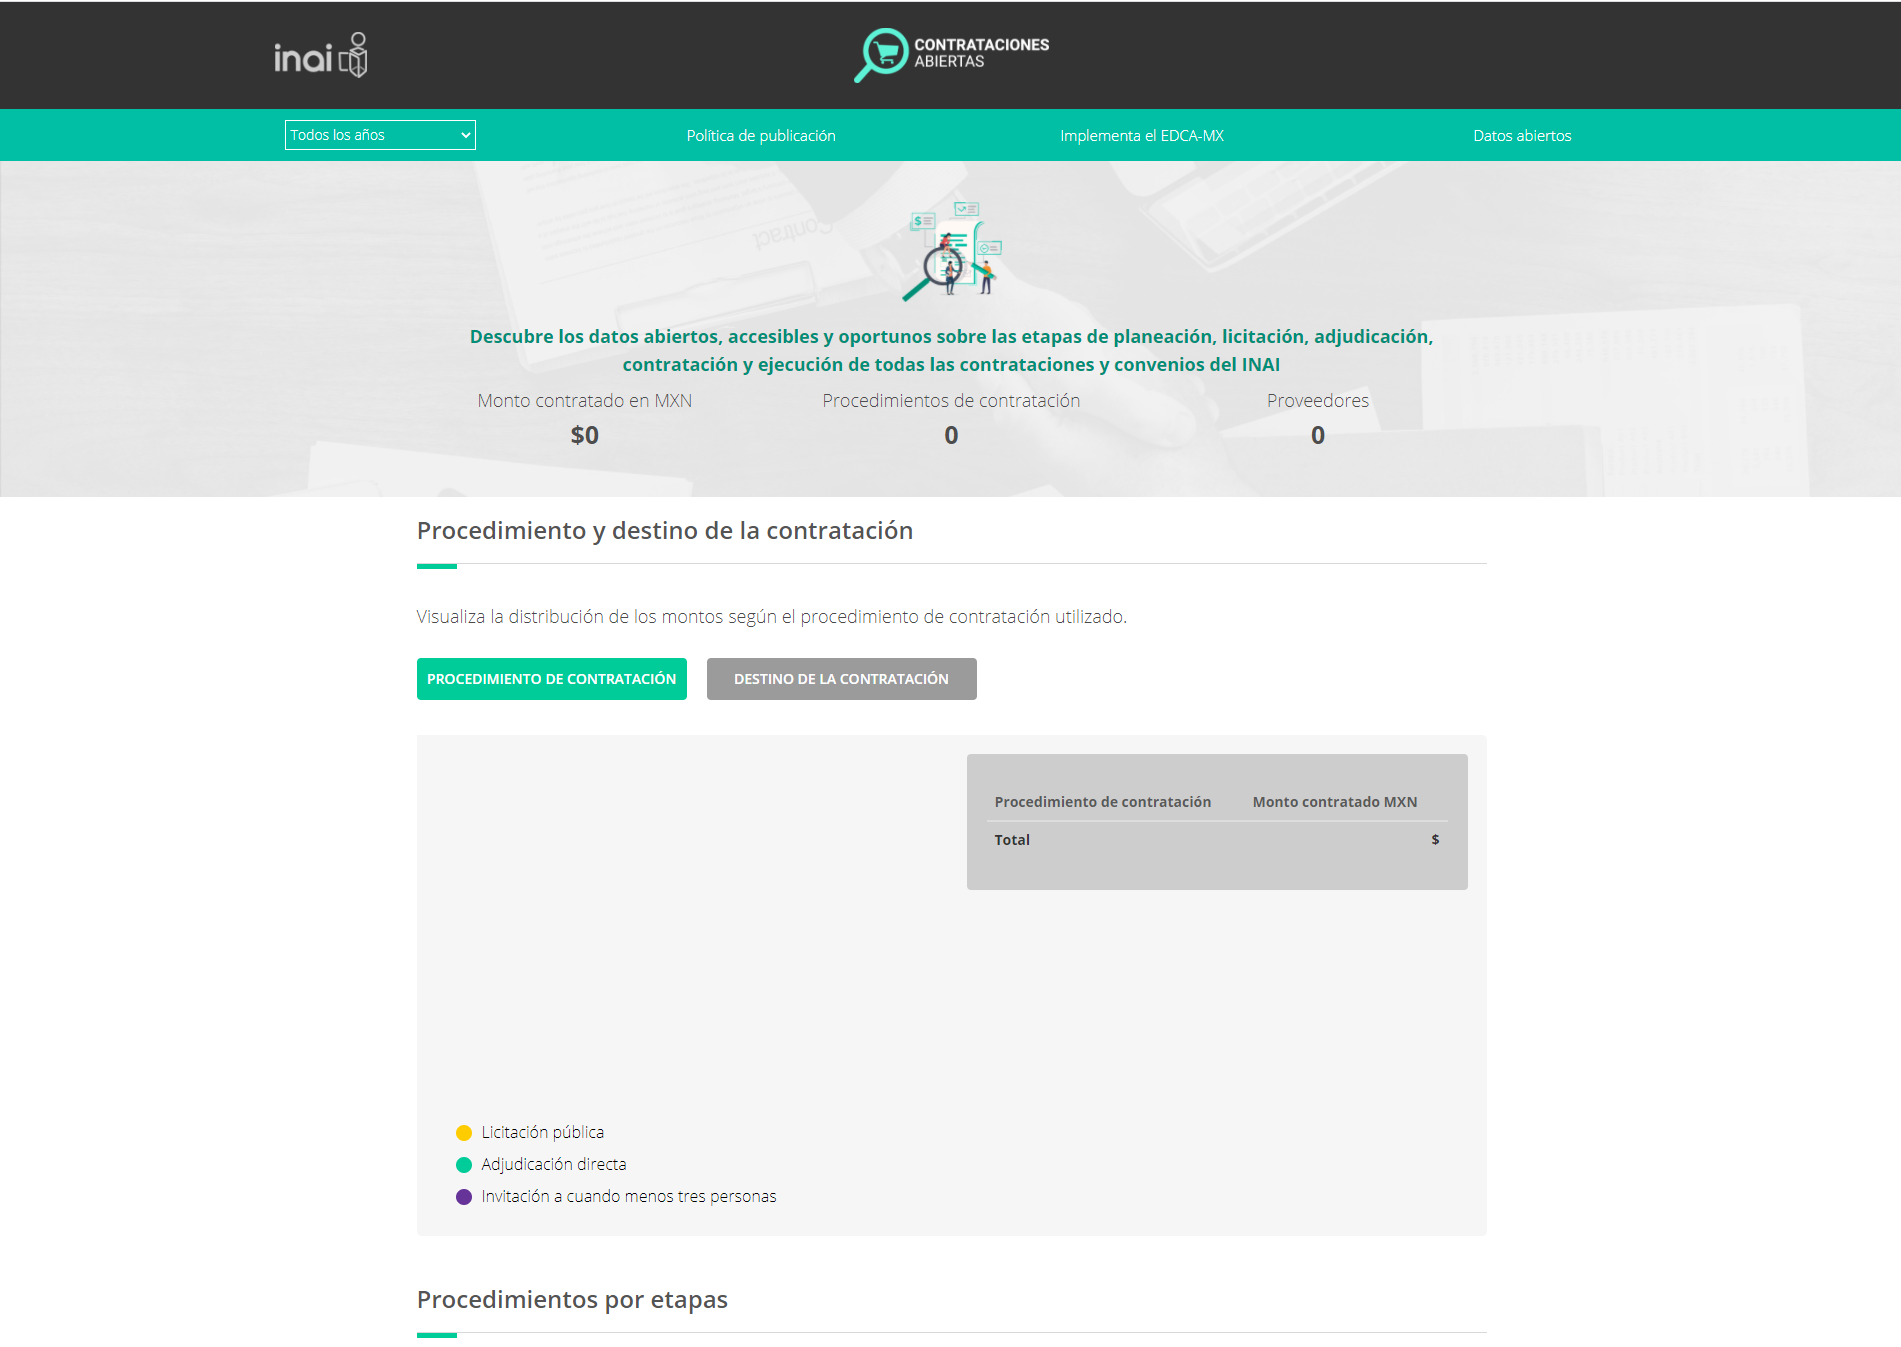 inai
CONTRATACIONES
ABIERTAS
Todos los años
Política de publicación
Implementa el EDCA-MX
Datos abiertos
Contract
Descubre los datos abiertos, accesibles y oportunos sobre las etapas de planeación, licitación, adjudicación,
contratación y ejecución de todas las contrataciones y convenios del INAI
Monto contratado en MXN
$0
Procedimientos de contratación
0
Proveedores
0
Procedimiento y destino de la contratación
Visualiza la distribución de los montos según el procedimiento de contratación utilizado.
PROCEDIMIENTO DE CONTRATACIÓN
DESTINO DE LA CONTRATACIÓN
Procedimiento de contratación Monto contratado MXN
Total $
Licitación pública
Adjudicación directa
Invitación a cuando menos tres personas
Procedimientos por etapas